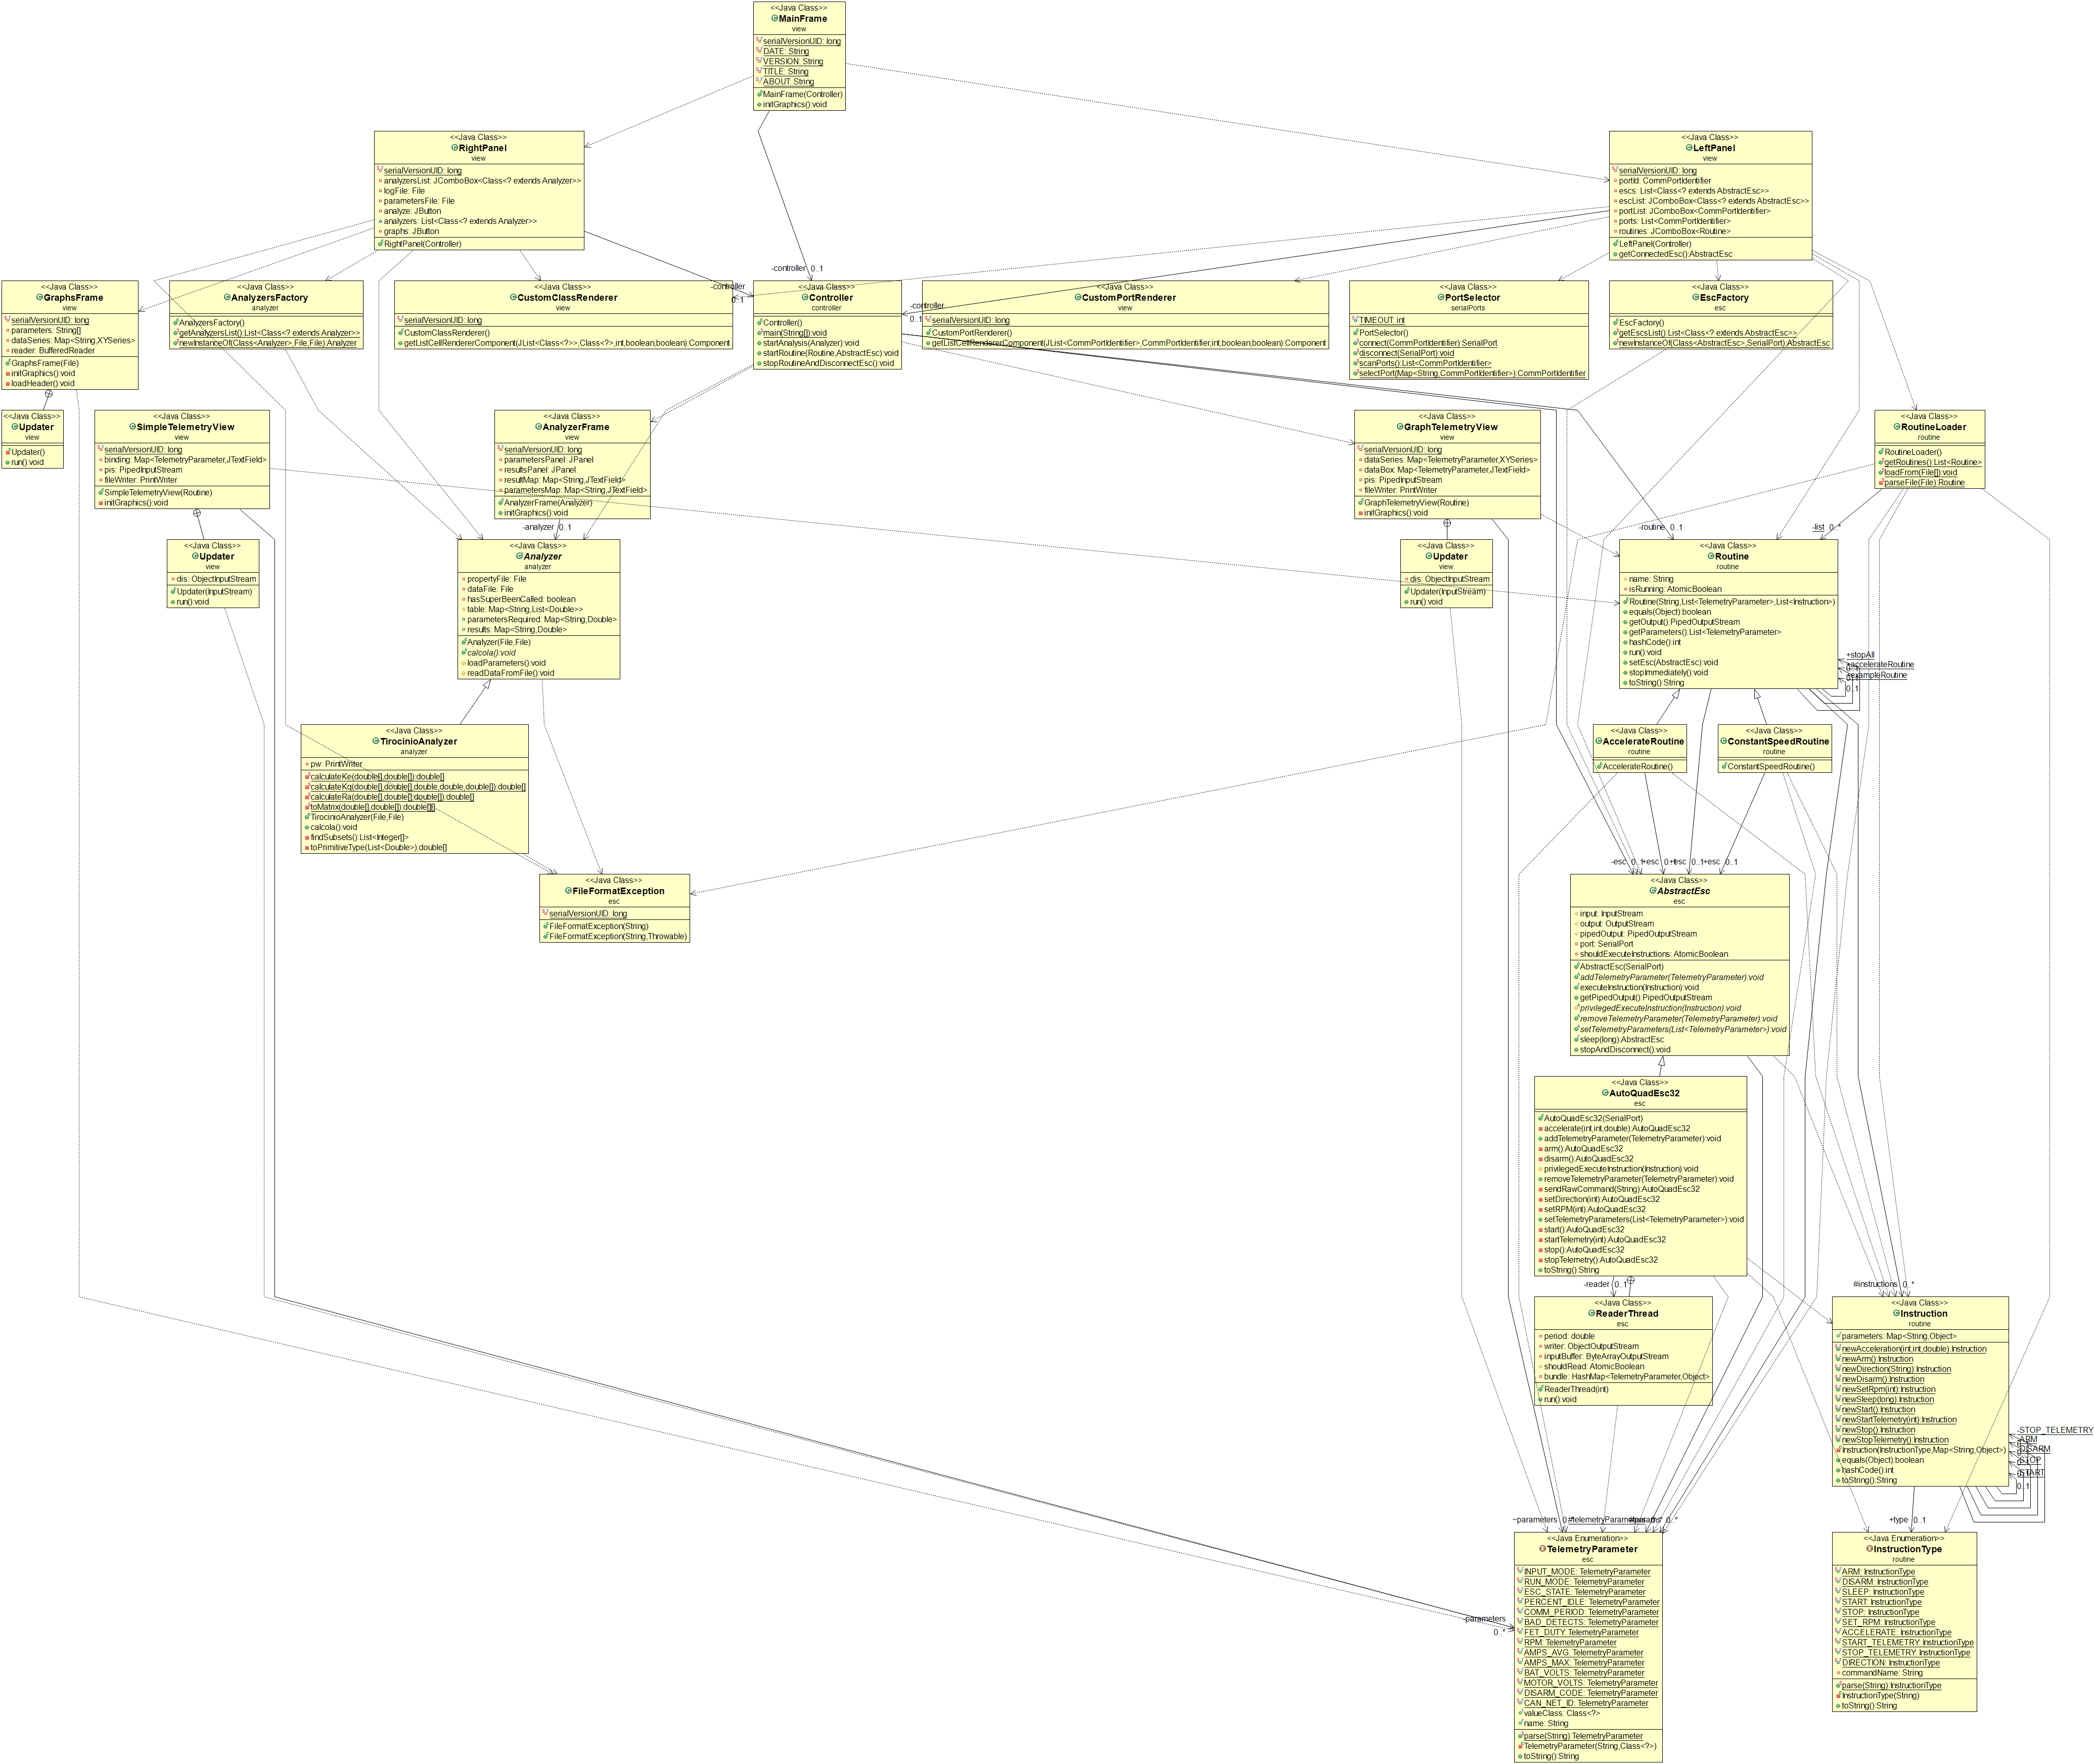 <<Java Class>>
MainFrame
view
serialVersionUID: long
DATE: String
VERSION: String
TITLE: String
ABOUT: String
MainFrame(Controller)
initGraphics():void
<<Java Class>>
RightPanel
view
serialVersionUID: long
analyzersList: JComboBox<Class<? extends Analyzer>>
logFile: File
parametersFile: File
analyze: JButton
analyzers: List<Class<? extends Analyzer>>
graphs: JButton
RightPanel(Controller)
<<Java Class>>
LeftPanel
view
serialVersionUID: long
portId: CommPortIdentifier
escs: List<Class<? extends AbstractEsc>>
escList: JComboBox<Class<? extends AbstractEsc>>
portList: JComboBox<CommPortIdentifier>
ports: List<CommPortIdentifier>
routines: JComboBox<Routine>
LeftPanel(Controller)
getConnectedEsc():AbstractEsc
<<Java Class>>
GraphsFrame
view
serialVersionUID: long
parameters: String[]
dataSeries: Map<String,XYSeries>
reader: BufferedReader
GraphsFrame(File)
initGraphics():void
loadHeader():void
<<Java Class>>
AnalyzersFactory
analyzer
AnalyzersFactory()
getAnalyzersList():List<Class<? extends Analyzer>>
newInstanceOf(Class<Analyzer>,File,File):Analyzer
<<Java Class>>
CustomClassRenderer
view
serialVersionUID: long
CustomClassRenderer()
getListCellRendererComponent(JList<Class<?>>,Class<?>,int,boolean,boolean):Component
-controller
0..1
-controller 0..1
<<Java Class>>
Controller
controller
Controller()
main(String[]):void
startAnalysis(Analyzer):void
startRoutine(Routine,AbstractEsc):void
stopRoutineAndDisconnectEsc():void
-controller
0..1
<<Java Class>>
CustomPortRenderer
view
serialVersionUID: long
CustomPortRenderer()
getListCellRendererComponent(JList<CommPortIdentifier>,CommPortIdentifier,int,boolean,boolean):Component
<<Java Class>>
PortSelector
serialPorts
TIMEOUT: int
PortSelector()
connect(CommPortIdentifier):SerialPort
disconnect(SerialPort):void
scanPorts():List<CommPortIdentifier>
selectPort(Map<String,CommPortIdentifier>):CommPortIdentifier
<<Java Class>>
EscFactory
esc
EscFactory()
getEscsList():List<Class<? extends AbstractEsc>>
newInstanceOf(Class<AbstractEsc>,SerialPort):AbstractEsc
<<Java Class>>
Updater
view
Updater()
run():void
<<Java Class>>
SimpleTelemetryView
view
serialVersionUID: long
binding: Map<TelemetryParameter,JTextField>
pis: PipedInputStream
fileWriter: PrintWriter
SimpleTelemetryView(Routine)
initGraphics():void
<<Java Class>>
AnalyzerFrame
view
serialVersionUID: long
parametersPanel: JPanel
resultsPanel: JPanel
resultMap: Map<String,JTextField>
parametersMap: Map<String,JTextField>
AnalyzerFrame(Analyzer)
initGraphics():void
-analyzer 0..1
<<Java Class>>
GraphTelemetryView
view
serialVersionUID: long
dataSeries: Map<TelemetryParameter,XYSeries>
dataBox: Map<TelemetryParameter,JTextField>
pis: PipedInputStream
fileWriter: PrintWriter
GraphTelemetryView(Routine)
initGraphics():void
<<Java Class>>
RoutineLoader
routine
RoutineLoader()
getRoutines():List<Routine>
loadFrom(File[]):void
parseFile(File):Routine
-routine 0..1
-list 0..*
<<Java Class>>
Updater
view
dis: ObjectInputStream
Updater(InputStream)
run():void
<<Java Class>>
Analyzer
analyzer
propertyFile: File
dataFile: File
hasSuperBeenCalled: boolean
table: Map<String,List<Double>>
parametersRequired: Map<String,Double>
results: Map<String,Double>
Analyzer(File,File)
calcola():void
loadParameters():void
readDataFromFile():void
<<Java Class>>
Updater
view
dis: ObjectInputStream
Updater(InputStream)
run():void
<<Java Class>>
Routine
routine
name: String
isRunning: AtomicBoolean
Routine(String,List<TelemetryParameter>,List<Instruction>)
equals(Object):boolean
getOutput():PipedOutputStream
getParameters():List<TelemetryParameter>
hashCode():int
run():void
setEsc(AbstractEsc):void
stopImmediately():void
toString():String
+stopAll
+accelerateRoutine
exampleRoutine
0..1
<<Java Class>>
TirocinioAnalyzer
analyzer
pw: PrintWriter
calculateKe(double[],double[]):double[]
calculateKq(double[],double[],double,double,double[]):double[]
calculateRa(double[],double[],double[]):double[]
toMatrix(double[],double[]):double[][]
TirocinioAnalyzer(File,File)
calcola():void
findSubsets():List<Integer[]>
toPrimitiveType(List<Double>):double[]
<<Java Class>>
AccelerateRoutine
routine
AccelerateRoutine()
<<Java Class>>
ConstantSpeedRoutine
routine
ConstantSpeedRoutine()
<<Java Class>>
FileFormatException
esc
serialVersionUID: long
FileFormatException(String)
FileFormatException(String,Throwable)
-esc 0..1 +esc 0..1 esc 0..1 +esc 0..1
<<Java Class>>
AbstractEsc
esc
input: InputStream
output: OutputStream
pipedOutput: PipedOutputStream
port: SerialPort
shouldExecuteInstructions: AtomicBoolean
AbstractEsc(SerialPort)
addTelemetryParameter(TelemetryParameter):void
executeInstruction(Instruction):void
getPipedOutput():PipedOutputStream
privilegedExecuteInstruction(Instruction):void
removeTelemetryParameter(TelemetryParameter):void
setTelemetryParameters(List<TelemetryParameter>):void
sleep(long):AbstractEsc
stopAndDisconnect():void
<<Java Class>>
AutoQuadEsc32
esc
AutoQuadEsc32(SerialPort)
accelerate(int,int,double):AutoQuadEsc32
addTelemetryParameter(TelemetryParameter):void
arm():AutoQuadEsc32
disarm():AutoQuadEsc32
privilegedExecuteInstruction(Instruction):void
removeTelemetryParameter(TelemetryParameter):void
sendRawCommand(String):AutoQuadEsc32
setDirection(int):AutoQuadEsc32
setRPM(int):AutoQuadEsc32
setTelemetryParameters(List<TelemetryParameter>):void
start():AutoQuadEsc32
startTelemetry(int):AutoQuadEsc32
stop():AutoQuadEsc32
stopTelemetry():AutoQuadEsc32
toString():String
-reader 0..1
#instructions 0..*
<<Java Class>>
ReaderThread
esc
period: double
writer: ObjectOutputStream
inputBuffer: ByteArrayOutputStream
shouldRead: AtomicBoolean
bundle: HashMap<TelemetryParameter,Object>
ReaderThread(int)
run():void
<<Java Class>>
Instruction
routine
parameters: Map<String,Object>
newAcceleration(int,int,double):Instruction
newArm():Instruction
newDirection(String):Instruction
newDisarm():Instruction
newSetRpm(int):Instruction
newSleep(long):Instruction
newStart():Instruction
newStartTelemetry(int):Instruction
newStop():Instruction
newStopTelemetry():Instruction
Instruction(InstructionType,Map<String,Object>)
equals(Object):boolean
hashCode():int
toString():String
-STOP_TELEMETRY
-ARM
-DISARM
-STOP
-START
0..1
~parameters #telemetryParameters 0..*
+type 0..1
<<Java Enumeration>>
TelemetryParameter
esc
INPUT_MODE: TelemetryParameter
RUN_MODE: TelemetryParameter
ESC_STATE: TelemetryParameter
PERCENT_IDLE: TelemetryParameter
COMM_PERIOD: TelemetryParameter
BAD_DETECTS: TelemetryParameter
FET_DUTY: TelemetryParameter
RPM: TelemetryParameter
AMPS_AVG: TelemetryParameter
AMPS_MAX: TelemetryParameter
BAT_VOLTS: TelemetryParameter
MOTOR_VOLTS: TelemetryParameter
DISARM_CODE: TelemetryParameter
CAN_NET_ID: TelemetryParameter
valueClass: Class<?>
name: String
parse(String):TelemetryParameter
TelemetryParameter(String,Class<?>)
toString():String
-parameters
0..*
<<Java Enumeration>>
InstructionType
routine
ARM: InstructionType
DISARM: InstructionType
SLEEP: InstructionType
START: InstructionType
STOP: InstructionType
SET_RPM: InstructionType
ACCELERATE: InstructionType
START_TELEMETRY: InstructionType
STOP_TELEMETRY: InstructionType
DIRECTION: InstructionType
commandName: String
parse(String):InstructionType
InstructionType(String)
toString():String